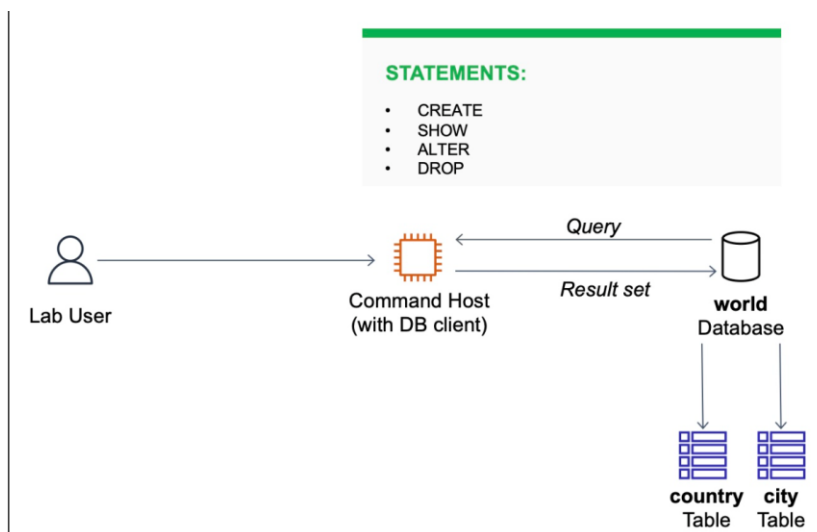 STATEMENTS:
• CREATE
• SHOW
• ALTER
• DROP
Query
Result set
Lab User
Command Host
(with DB client)
world
Database
country
Table
city
Table